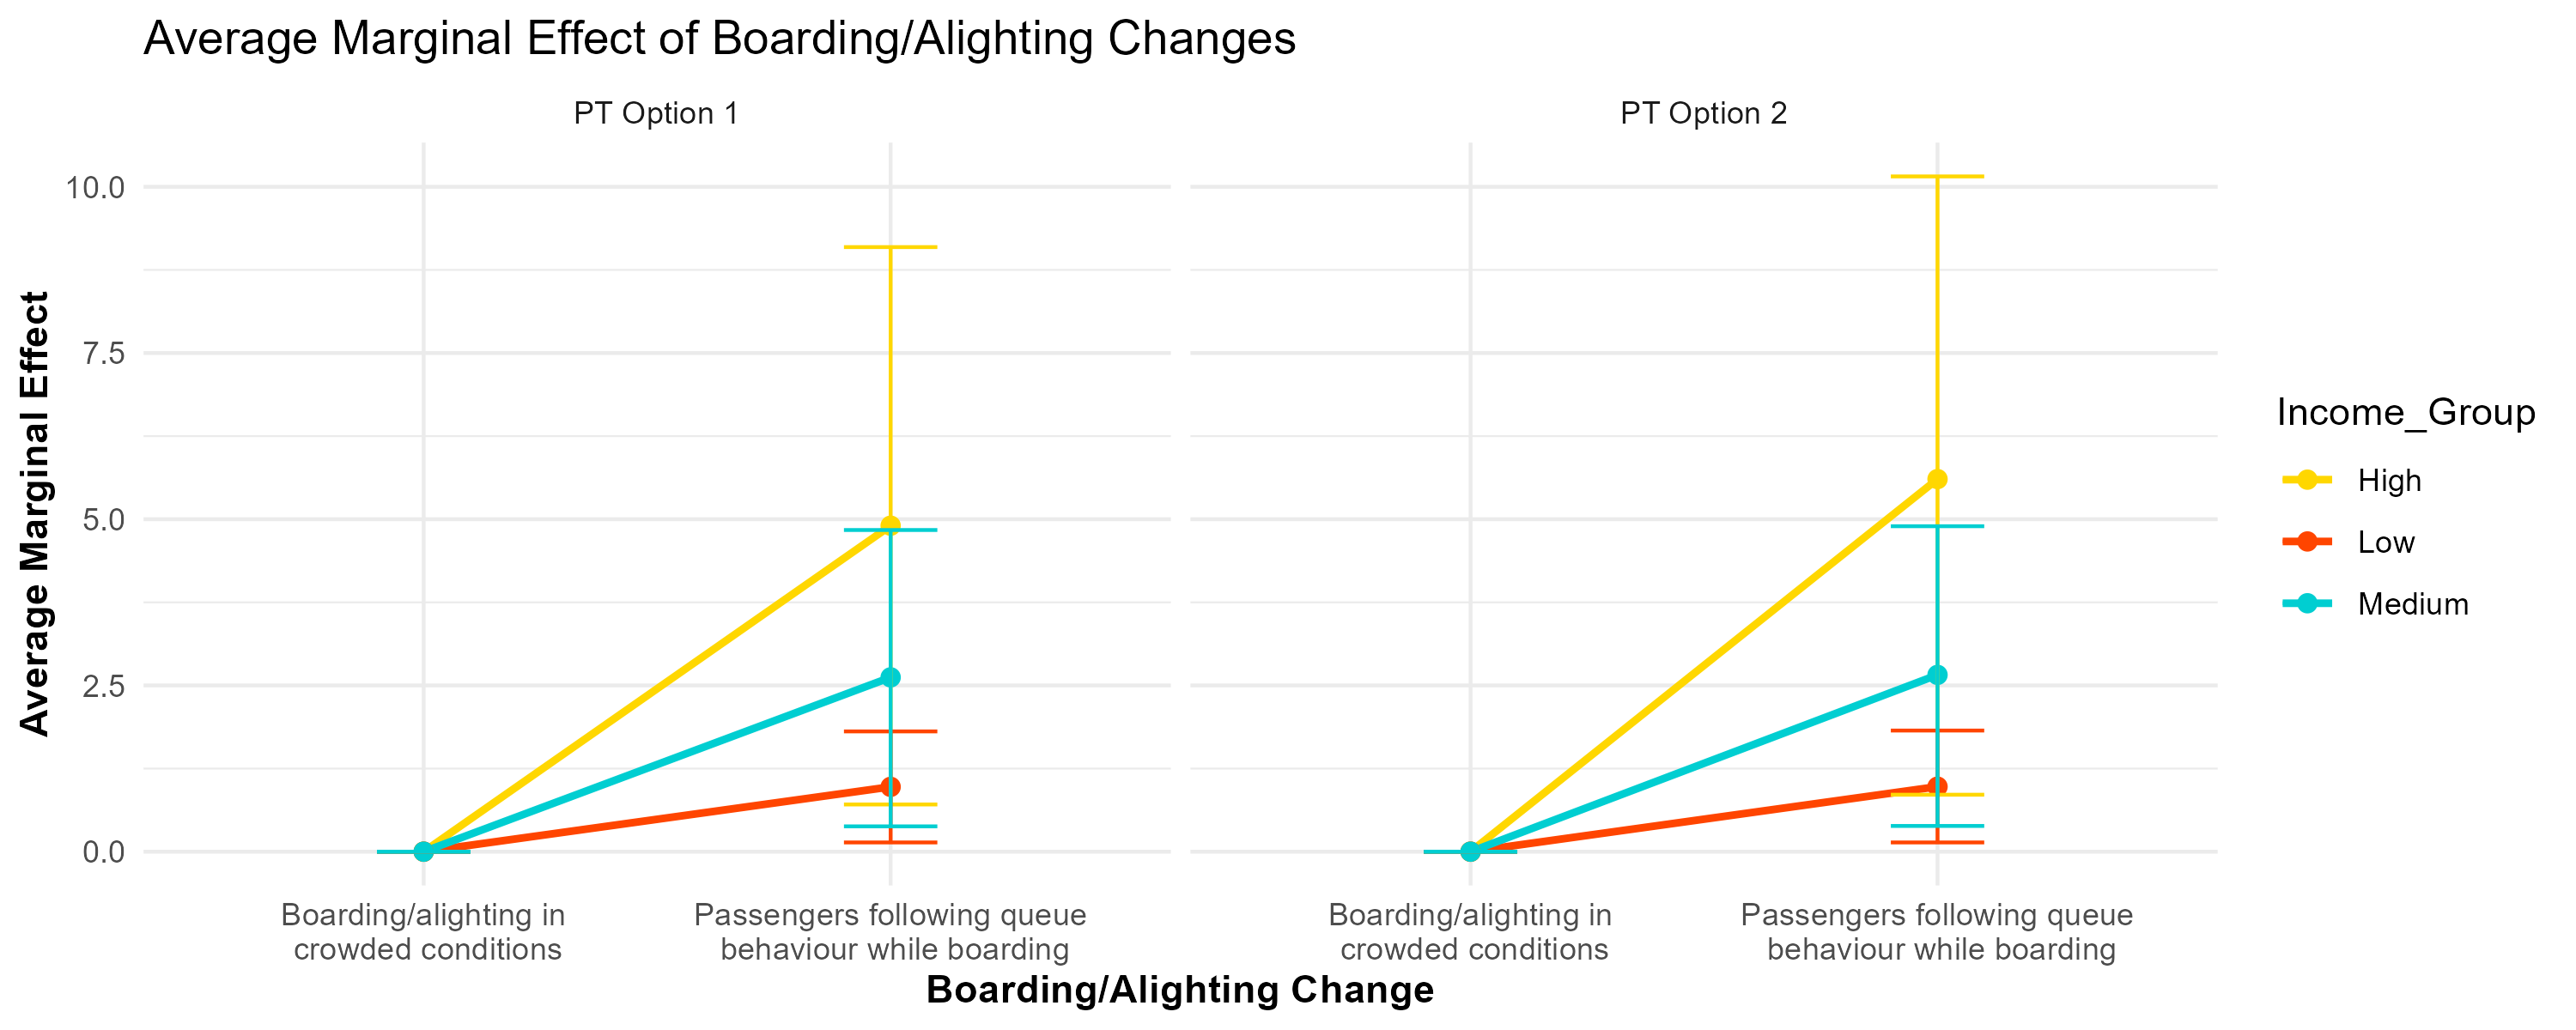 Average Marginal Effect of Boarding/Alighting Changes
PT Option 1
PT Option 2
Average Marginal Effect
10.0
7.5
5.0
2.5
0.0
Boarding/alighting in
crowded conditions
Passengers following queue
behaviour while boarding
Boarding/alighting in
crowded conditions
Passengers following queue
behaviour while boarding
Boarding/Alighting Change
Income_Group
High
Low
Medium